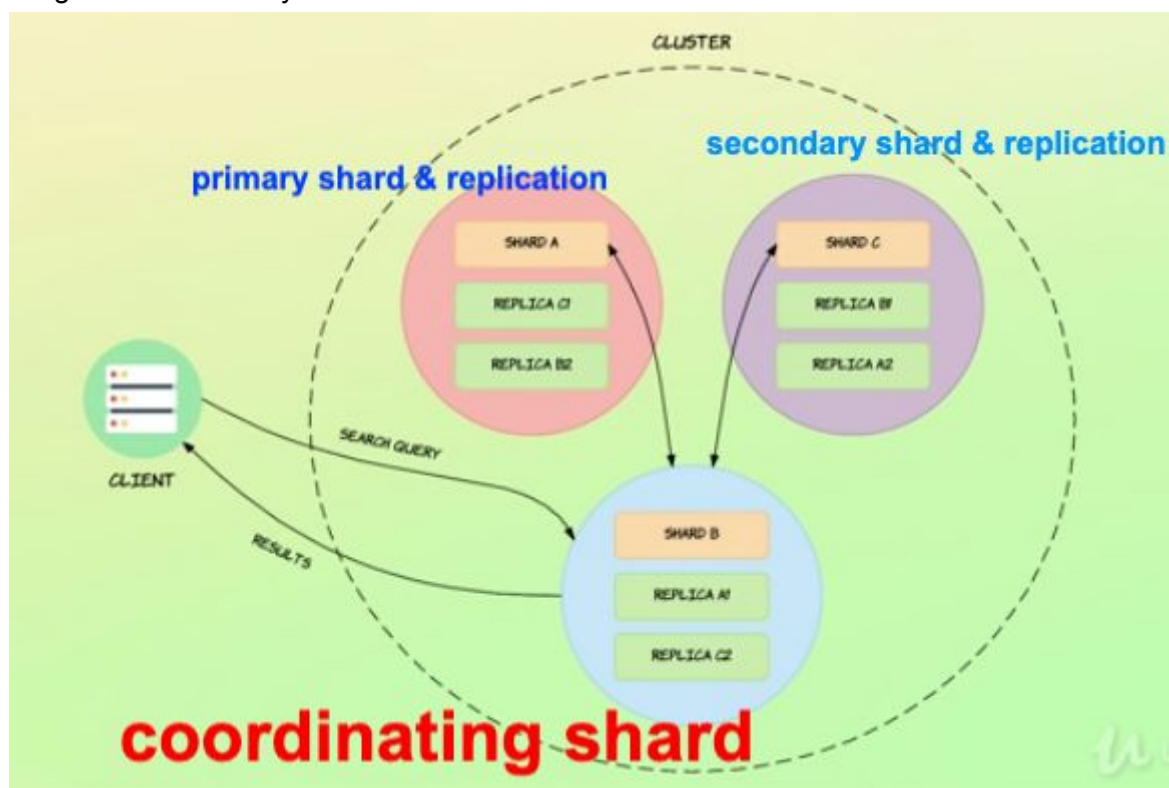 CLUSTER
secondary shard & replication
primary shard & replication
SHARD A
REPLICA C1
REPLICA B2
SHARD C
REPLICA B1
REPLICA A2
SEARCH QUERY
CLIENT
RESULTS
SHARD B
REPLICA A1
REPLICA C2
coordinating shard